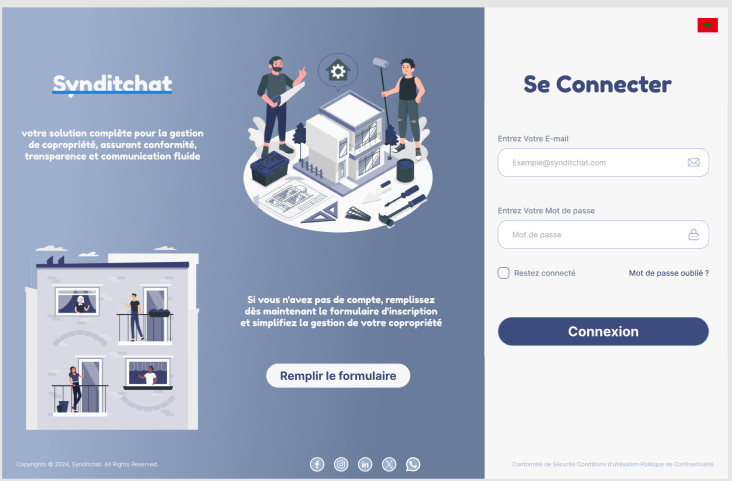 Synditchat
votre solution complète pour la gestion
de copropriété, assurant conformité,
transparence et communication fluide
Si vous n'avez pas de compte, remplissez
dès maintenant le formulaire d'inscription
et simplifiez la gestion de votre copropriété
Remplir le formulaire
Copyrights © 2024, Synditchat. All Rights Reserved.
Se Connecter
Entrez Votre E-mail
Exemple@synditchat.com
Entrez Votre Mot de passe
Mot de passe
Restez connecté
Mot de passe oublié ?
Connexion
Conformité de Sécurité Conditions d'utilisation Politique de Confidentialité